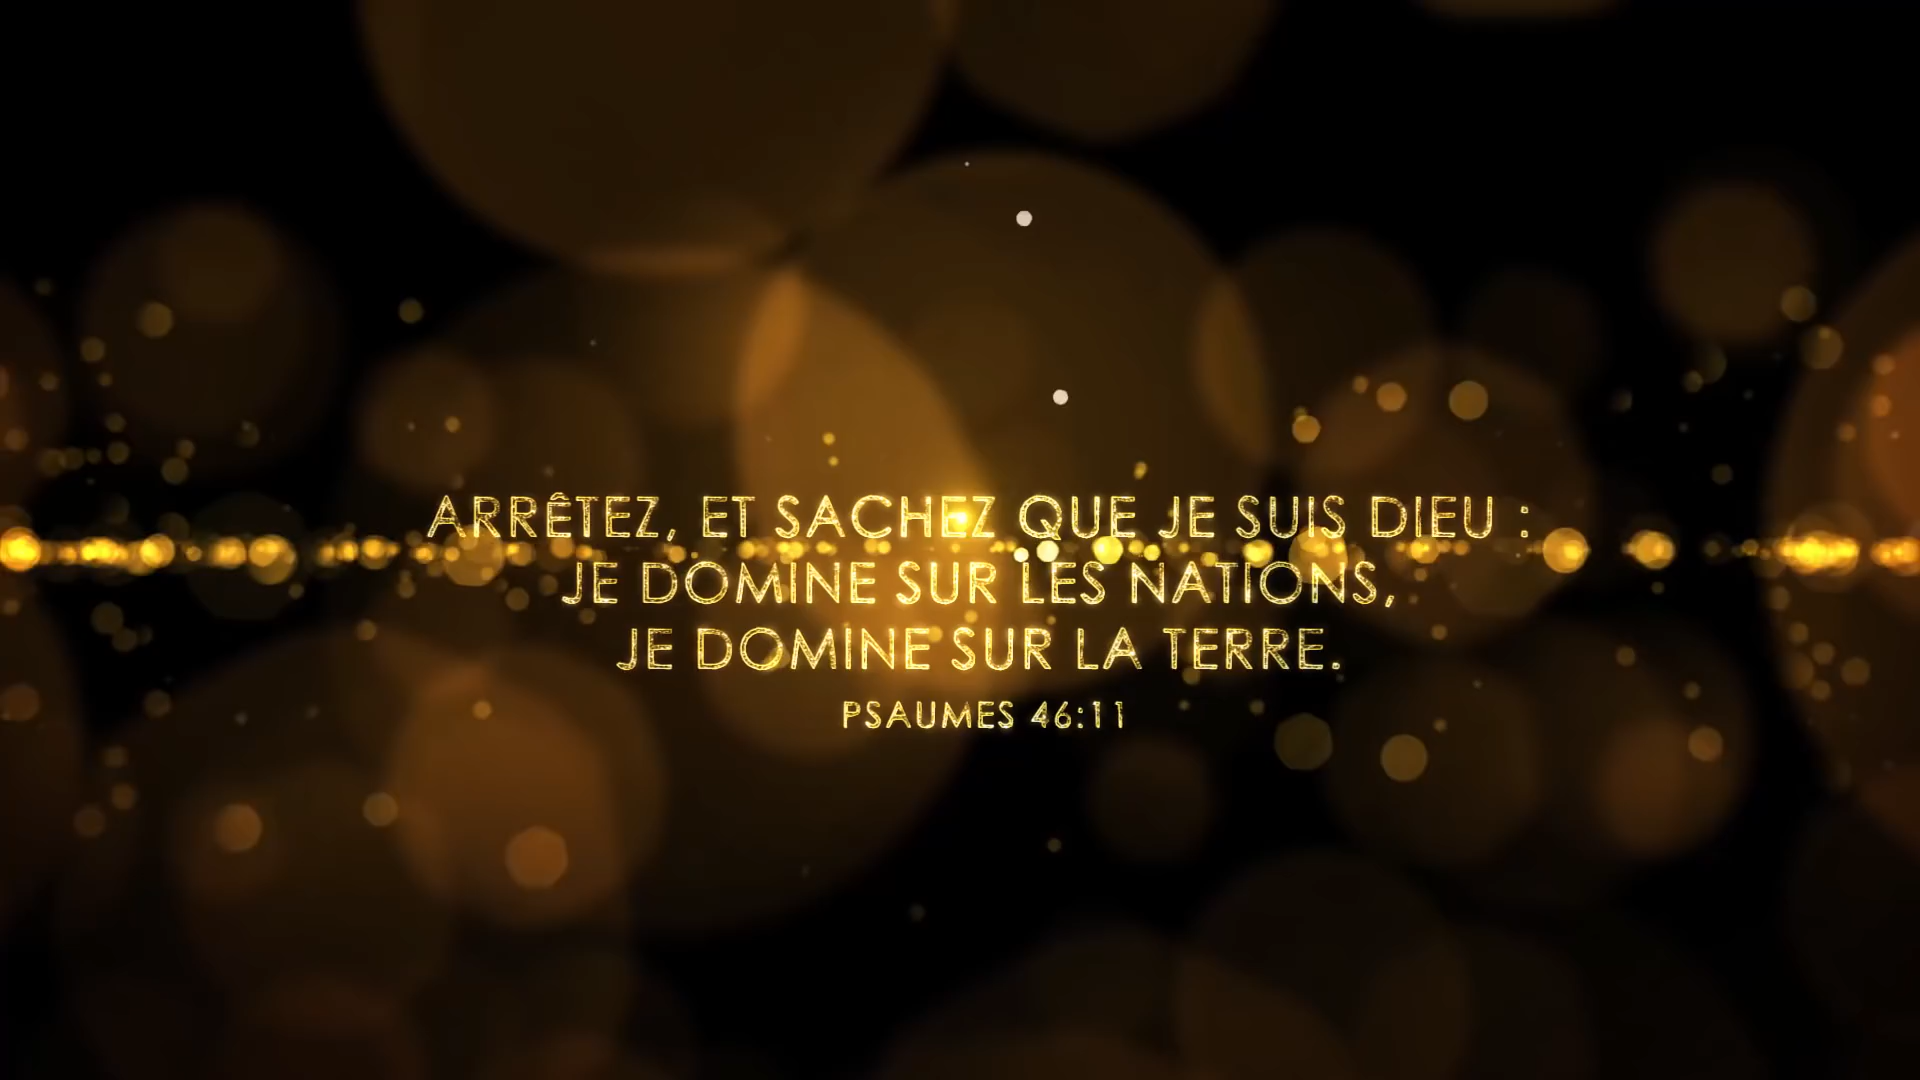 ARRÊTEZ, ET SACHEZ QUE JE SUIS DIEU :
JE DOMINE SUR LES NATIONS,
JE DOMINE SUR LA TERRE.
PSAUMES 46:11